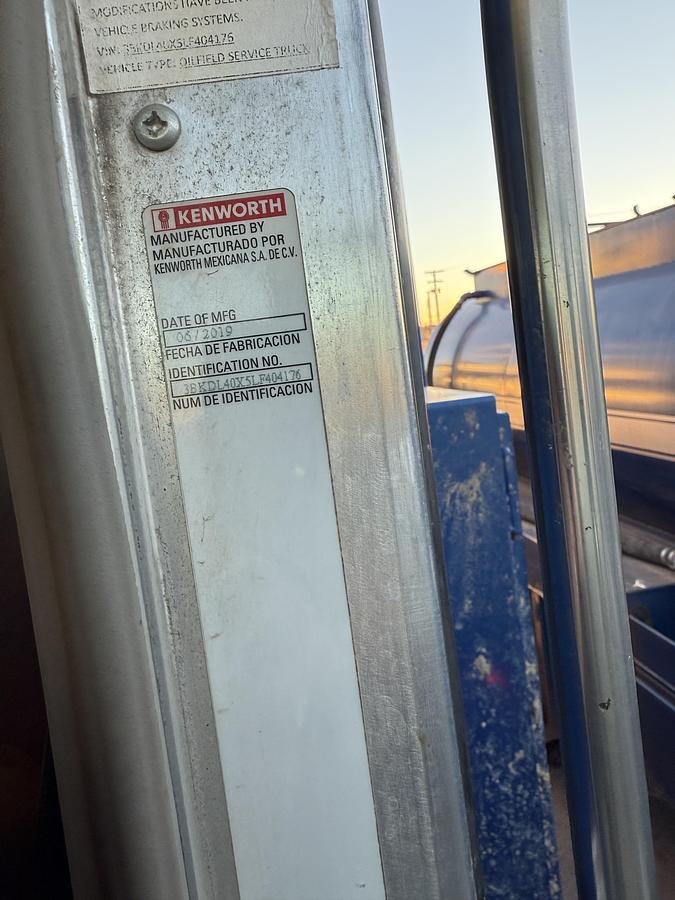 MODIFICATIONS HAVE BEEN
VEHICLE BRAKING SYSTEMS.
VIN: 3BKDL40X5LF404176
VEHICLE TYPE: OILFIELD SERVICE TRUCK
KENWORTH
MANUFACTURED BY
MANUFACTURADO POR
KENWORTH MEXICANA S.A. DE C.V.
DATE OF MFG
06/2019
FECHA DE FABRICACION
IDENTIFICATION NO.
3BKDL40X5LF404176
NUM DE IDENTIFICACION